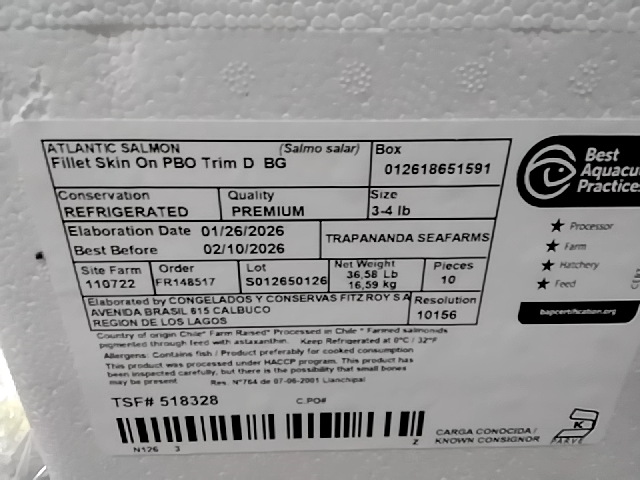 ATLANTIC SALMON (Salmo salar)
Fillet Skin On PBO Trim D BG
Box
012618651591
Conservation
REFRIGERATED
Quality
PREMIUM
Size
3-4 lb
Elaboration Date 01/26/2026
Best Before 02/10/2026
TRAPANANDA SEAFARMS
Site Farm
110722
Order
FR148517
Lot
S012650126
Net Weight
36,58 Lb
16,59 kg
Pieces
10
Elaborated by CONGELADOS Y CONSERVAS FITZ ROY S.A
AVENIDA BRASIL 615 CALBUCO
REGION DE LOS LAGOS
Resolution
10156
Country of origin Chile* Farm Raised* Processed in Chile * Farmed salmonids
pigmented through feed with astaxanthin. Keep Refrigerated at 0°C / 32°F
Allergens: Contains fish / Product preferably for cooked consumption
This product was processed under HACCP program. This product has
been inspected carefully, but there is the possibility that small bones
may be present Res. N°764 de 07-06-2001 Llanchipal
TSF# 518328
C.PO#
N126 3 Z
CARGA CONOCIDA/
KNOWN CONSIGNOR
K
PARVE
Best
Aquacu
Practice
Processor
Farm
Hatchery
Feed
bapcertification.org